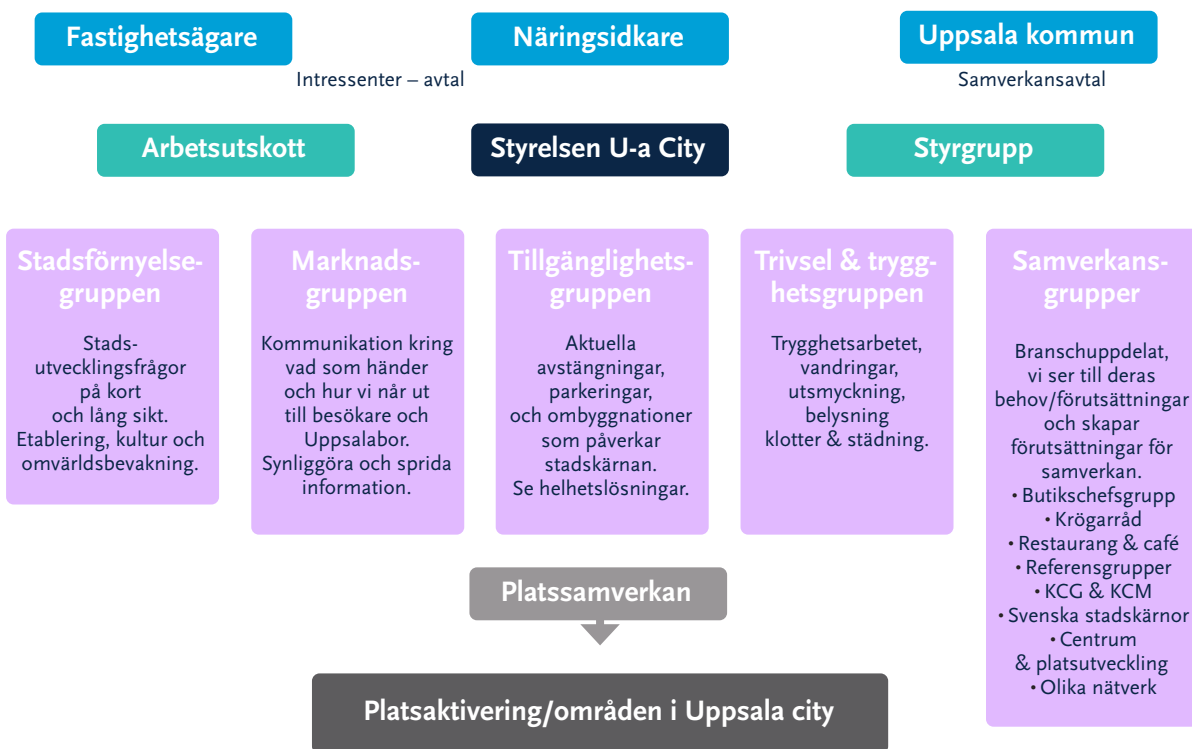 Fastighetsägare
Näringsidkare
Uppsala kommun
Intressenter – avtal
Samverkansavtal
Arbetsutskott
Styrelsen U-a City
Styrgrupp
Stadsförnyelse-
gruppen
Stads-
utvecklingsfrågor
på kort
och lång sikt.
Etablering, kultur och
omvärldsbevakning.
Marknads-
gruppen
Kommunikation kring
vad som händer
och hur vi når ut
till besökare och
Uppsalabor.
Synliggöra och sprida
information.
Tillgänglighets-
gruppen
Aktuella
avstängningar,
parkeringar,
och ombyggnationer
som påverkar
stadskärnan.
Se helhetslösningar.
Trivsel & trygg-
hetsgruppen
Trygghetsarbetet,
vandringar,
utsmyckning,
belysning
klotter & städning.
Samverkans-
grupper
Branschuppdelat,
vi ser till deras
behov/förutsättningar
och skapar
förutsättningar för
samverkan.
• Butikschefsgrupp
• Krögarråd
• Restaurang & café
• Referensgrupper
• KCG & KCM
• Svenska stadskärnor
• Centrum
& platsutveckling
• Olika nätverk
Platssamverkan
Platsaktivering/områden i Uppsala city